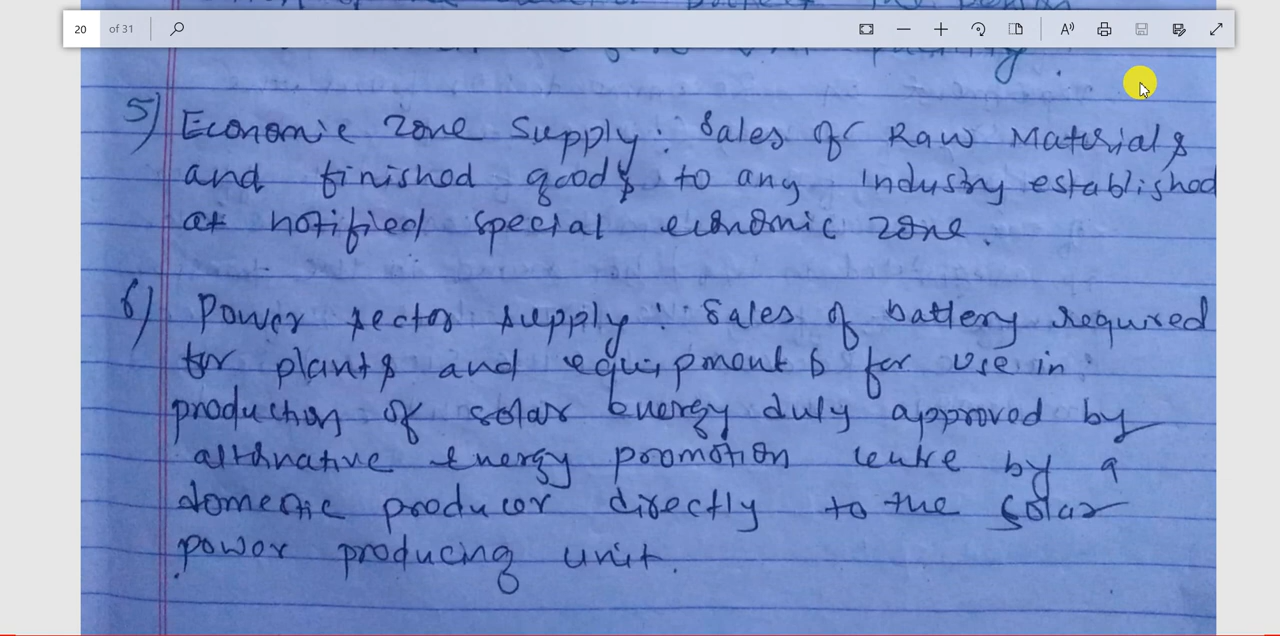 20 of 31
5) Economic Zone Supply: Sales of Raw Materials
and finished goods to any Industry established
at notified special economic zone.
6) Power sector supply: Sales of battery required
for plants and equipments for use in
production of solar Energy duly approved by
alternative energy promotion centre by a
domestic producer directly to the Solar
power producing unit.